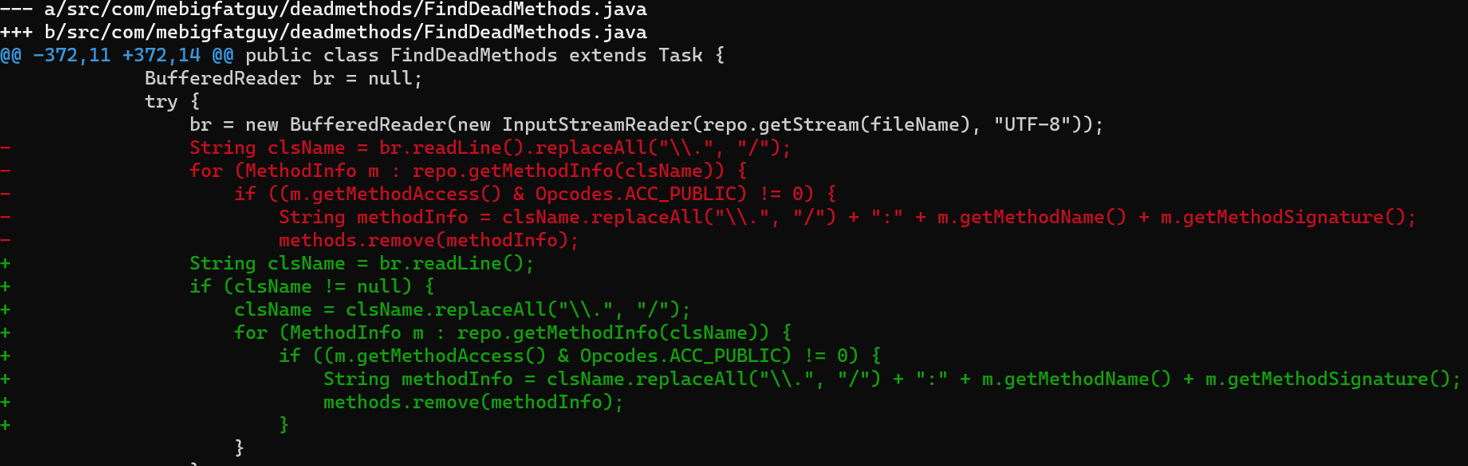 --- a/src/com/mebigfatguy/deadmethods/FindDeadMethods.java
+++ b/src/com/mebigfatguy/deadmethods/FindDeadMethods.java
@@ -372,11 +372,14 @@ public class FindDeadMethods extends Task {
             BufferedReader br = null;
             try {
                 br = new BufferedReader(new InputStreamReader(repo.getStream(fileName), "UTF-8"));
-                String clsName = br.readLine().replaceAll("\\.", "/");
-                for (MethodInfo m : repo.getMethodInfo(clsName)) {
-                    if ((m.getMethodAccess() & Opcodes.ACC_PUBLIC) != 0) {
-                        String methodInfo = clsName.replaceAll("\\.", "/") + ":" + m.getMethodName() + m.getMethodSignature();
-                        methods.remove(methodInfo);
+                String clsName = br.readLine();
+                if (clsName != null) {
+                    clsName = clsName.replaceAll("\\.", "/");
+                    for (MethodInfo m : repo.getMethodInfo(clsName)) {
+                        if ((m.getMethodAccess() & Opcodes.ACC_PUBLIC) != 0) {
+                            String methodInfo = clsName.replaceAll("\\.", "/") + ":" + m.getMethodName() + m.getMethodSignature();
+                            methods.remove(methodInfo);
+                        }
                     }